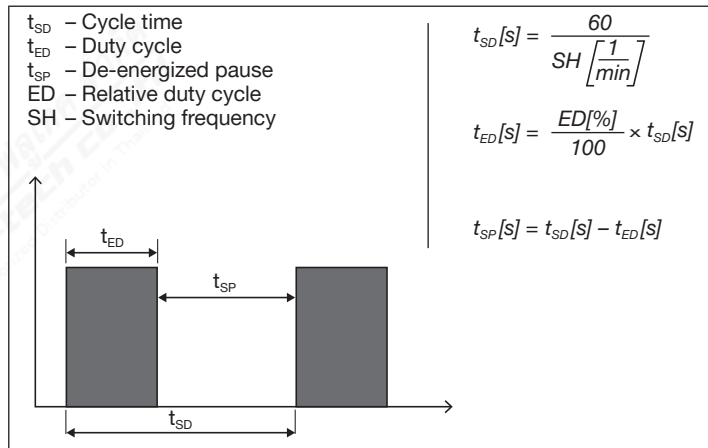 t_SD – Cycle time
t_ED – Duty cycle
t_SP – De-energized pause
ED – Relative duty cycle
SH – Switching frequency
t_SD[s] = 60 / SH [1/min]
t_ED[s] = ED[%] / 100 × t_SD[s]
t_SP[s] = t_SD[s] – t_ED[s]
t_ED
t_SP
t_SD